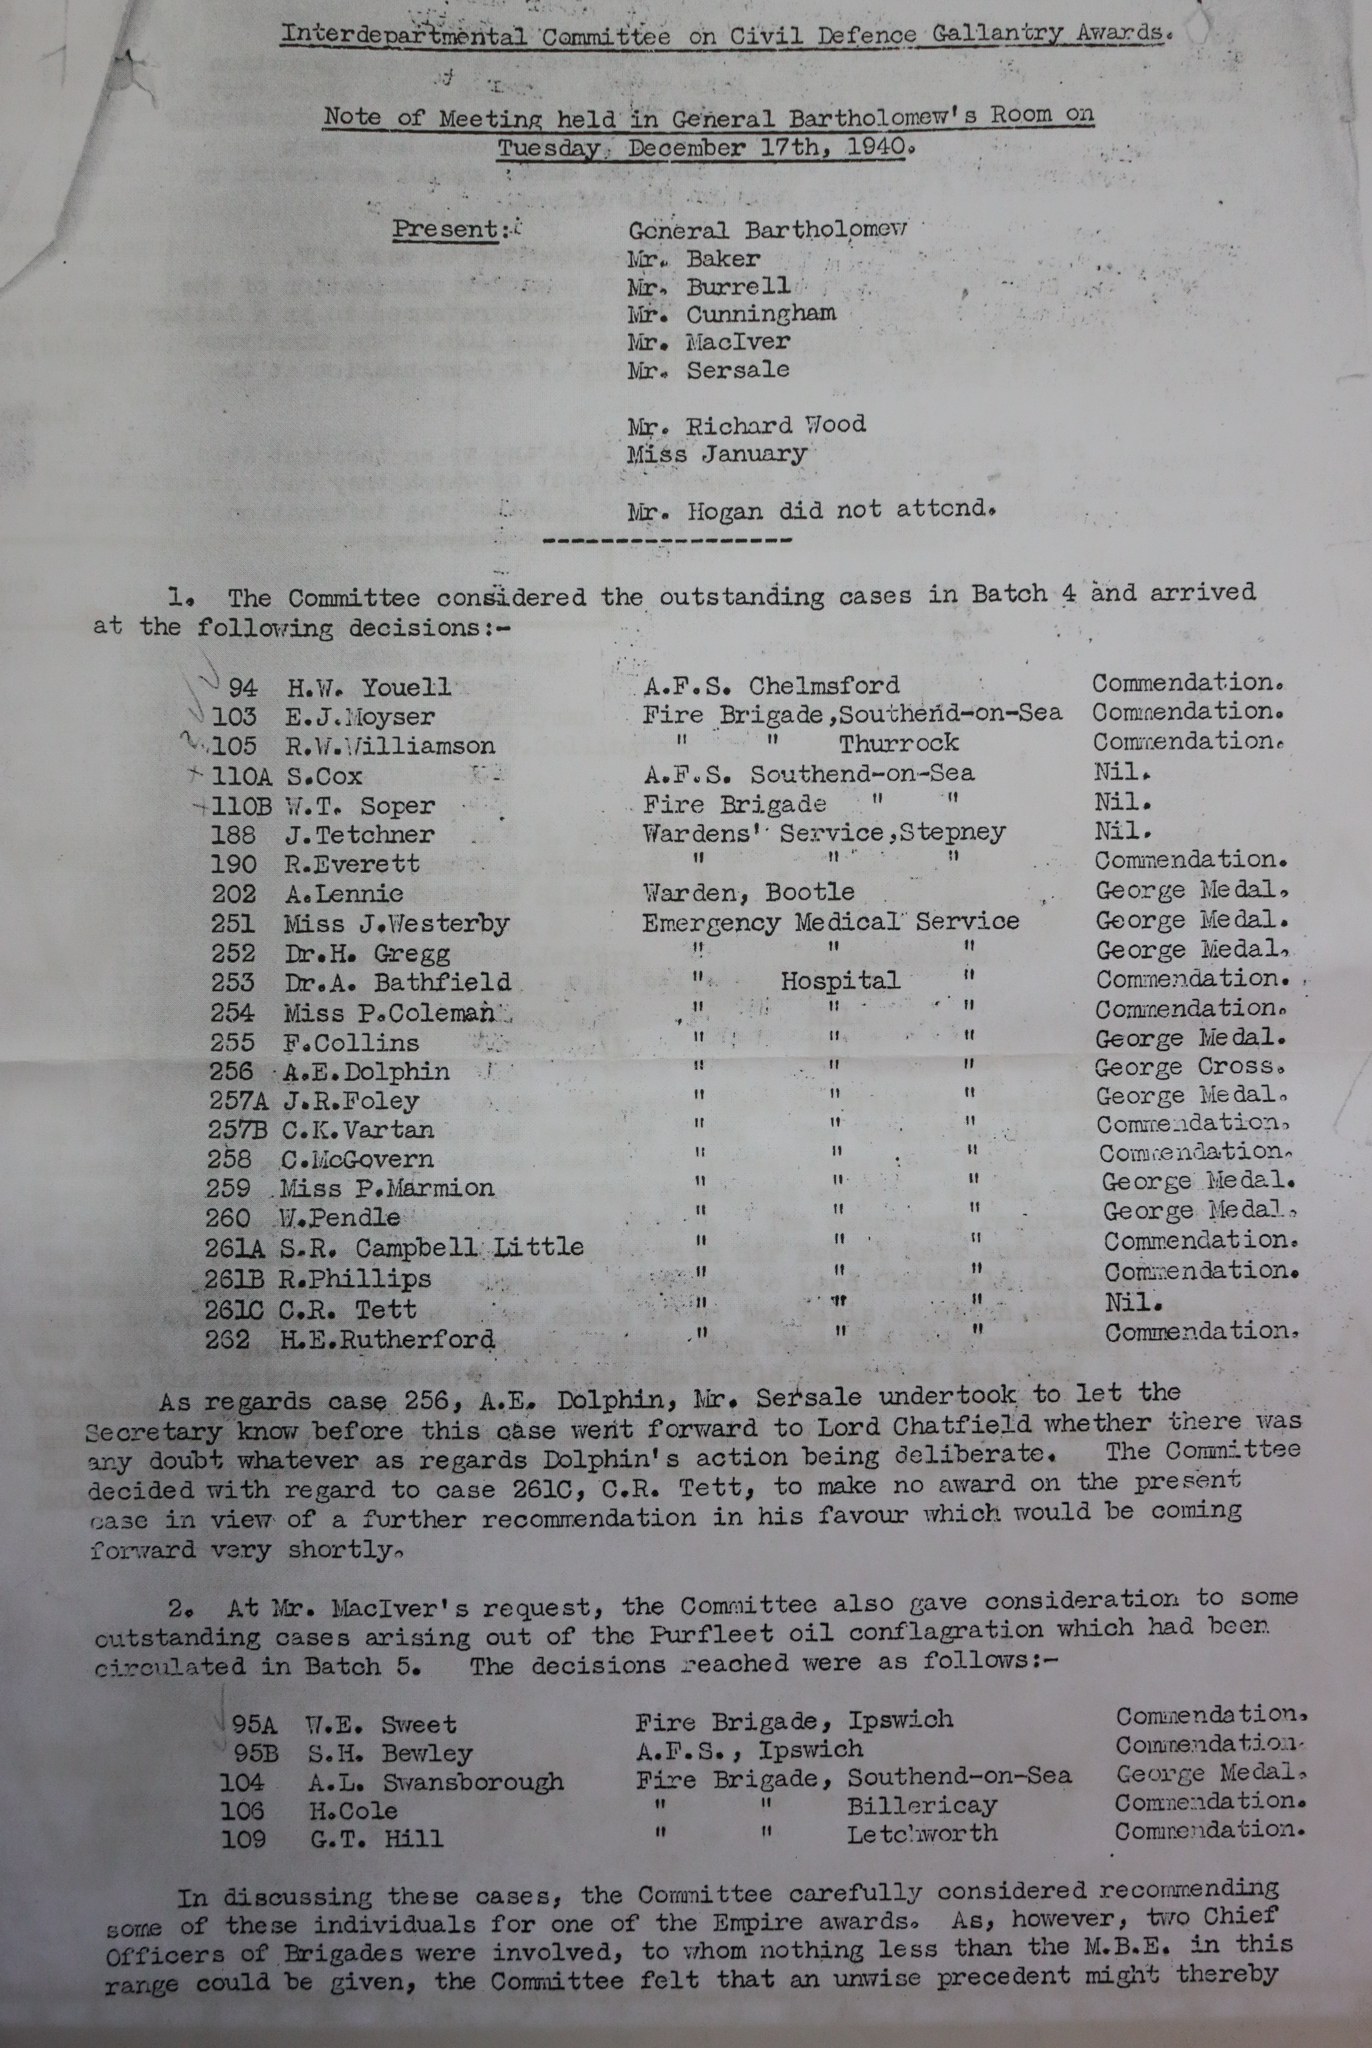 Interdepartmental Committee on Civil Defence Gallantry Awards.
Note of Meeting held in General Bartholomew's Room on
Tuesday, December 17th, 1940.
Present: General Bartholomew
Mr. Baker
Mr. Burrell
Mr. Cunningham
Mr. MacIver
Mr. Sersale
Mr. Richard Wood
Miss January
Mr. Hogan did not attend.
1. The Committee considered the outstanding cases in Batch 4 and arrived
at the following decisions:-
94 H.W. Youell A.F.S. Chelmsford Commendation.
103 E.J.Moyser Fire Brigade,Southend-on-Sea Commendation.
105 R.W.Williamson " " Thurrock Commendation.
110A S.Cox A.F.S. Southend-on-Sea Nil.
110B W.T. Soper Fire Brigade " " Nil.
188 J.Tetchner Wardens' Service,Stepney Nil.
190 R.Everett " " " Commendation.
202 A.Lennie Warden, Bootle George Medal.
251 Miss J.Westerby Emergency Medical Service George Medal.
252 Dr.H. Gregg " " " George Medal.
253 Dr.A. Bathfield " Hospital " Commendation.
254 Miss P.Coleman " " " Commendation.
255 F.Collins " " " George Medal.
256 A.E.Dolphin " " " George Cross.
257A J.R.Foley " " " George Medal.
257B C.K.Vartan " " " Commendation.
258 C.McGovern " " " Commendation.
259 Miss P.Marmion " " " George Medal.
260 W.Pendle " " " George Medal.
261A S.R. Campbell Little " " " Commendation.
261B R.Phillips " " " Commendation.
261C C.R. Tett " " " Nil.
262 H.E.Rutherford " " " Commendation.
As regards case 256, A.E. Dolphin, Mr. Sersale undertook to let the
Secretary know before this case went forward to Lord Chatfield whether there was
any doubt whatever as regards Dolphin's action being deliberate. The Committee
decided with regard to case 261C, C.R. Tett, to make no award on the present
case in view of a further recommendation in his favour which would be coming
forward very shortly.
2. At Mr. MacIver's request, the Committee also gave consideration to some
outstanding cases arising out of the Purfleet oil conflagration which had been
circulated in Batch 5. The decisions reached were as follows:-
95A W.E. Sweet Fire Brigade, Ipswich Commendation.
95B S.H. Bewley A.F.S., Ipswich Commendation.
104 A.L. Swansborough Fire Brigade, Southend-on-Sea George Medal.
106 H.Cole " " Billericay Commendation.
109 G.T. Hill " " Letchworth Commendation.
In discussing these cases, the Committee carefully considered recommending
some of these individuals for one of the Empire awards. As, however, two Chief
Officers of Brigades were involved, to whom nothing less than the M.B.E. in this
range could be given, the Committee felt that an unwise precedent might thereby